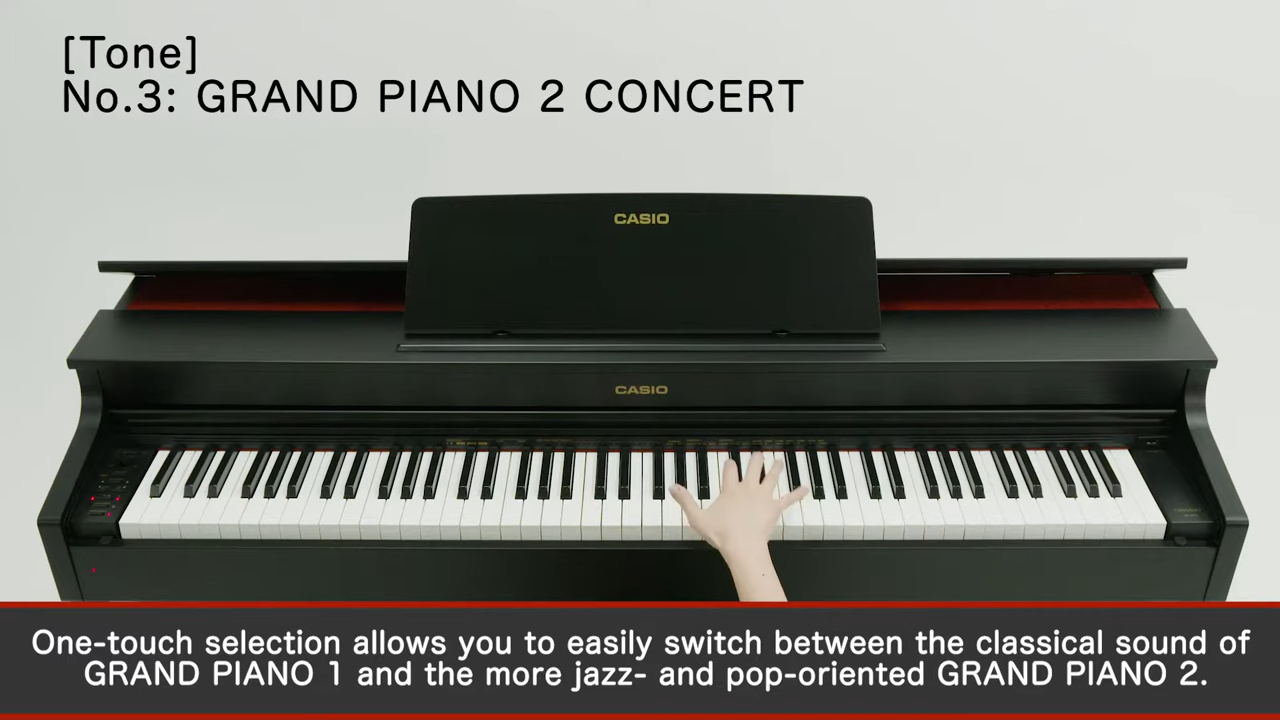 [Tone]
No.3: GRAND PIANO 2 CONCERT
CASIO
CASIO
One-touch selection allows you to easily switch between the classical sound of
GRAND PIANO 1 and the more jazz- and pop-oriented GRAND PIANO 2.